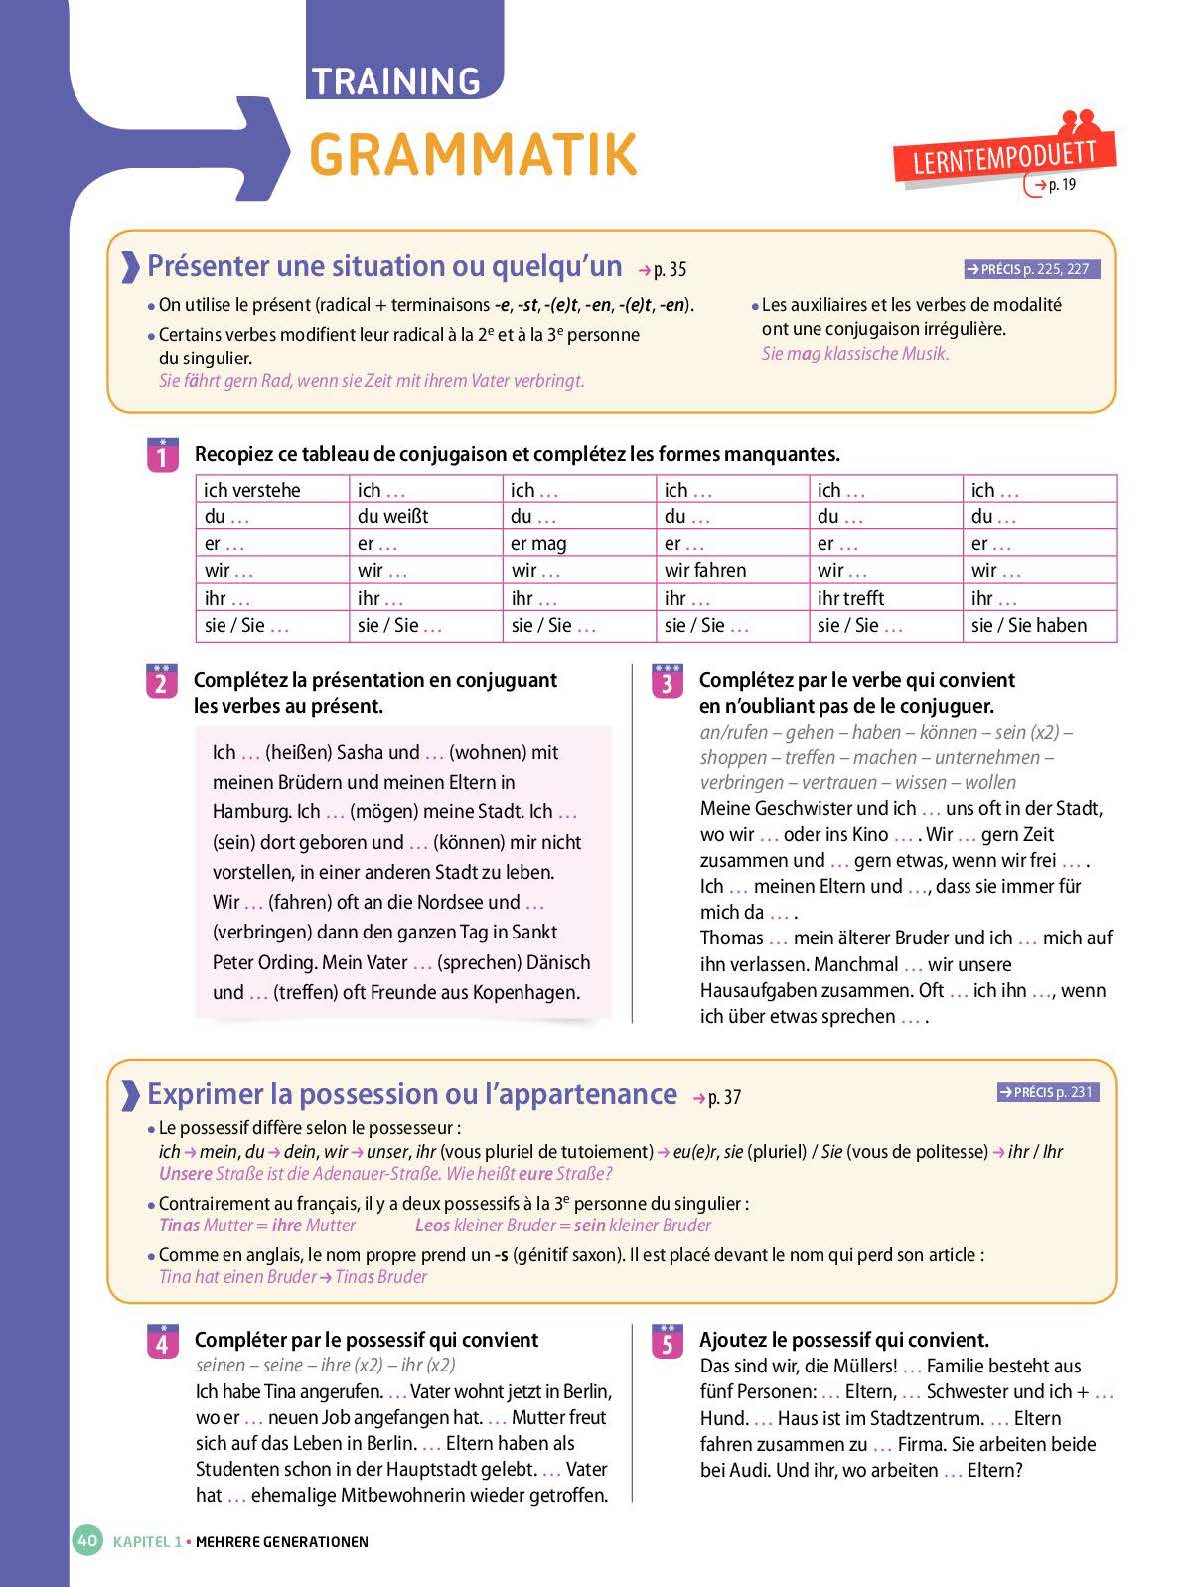 TRAINING
GRAMMATIK
LERNTEMPODUETT
→ p. 19
Présenter une situation ou quelqu'un → p. 35
→ PRÉCIS p. 225, 227
• On utilise le présent (radical + terminaisons -e, -st, -(e)t, -en, -(e)t, -en).
• Certains verbes modifient leur radical à la 2e et à la 3e personne
du singulier.
Sie fährt gern Rad, wenn sie Zeit mit ihrem Vater verbringt.
• Les auxiliaires et les verbes de modalité
ont une conjugaison irrégulière.
Sie mag klassische Musik.
*
1 Recopiez ce tableau de conjugaison et complétez les formes manquantes.
ich verstehe ich … ich … ich … ich … ich …
du … du weißt du … du … du … du …
er … er … er mag er … er … er …
wir … wir … wir … wir fahren wir … wir …
ihr … ihr … ihr … ihr … ihr trefft ihr …
sie / Sie … sie / Sie … sie / Sie … sie / Sie … sie / Sie … sie / Sie haben
**
2 Complétez la présentation en conjuguant
les verbes au présent.
Ich … (heißen) Sasha und … (wohnen) mit
meinen Brüdern und meinen Eltern in
Hamburg. Ich … (mögen) meine Stadt. Ich …
(sein) dort geboren und … (können) mir nicht
vorstellen, in einer anderen Stadt zu leben.
Wir … (fahren) oft an die Nordsee und …
(verbringen) dann den ganzen Tag in Sankt
Peter Ording. Mein Vater … (sprechen) Dänisch
und … (treffen) oft Freunde aus Kopenhagen.
***
3 Complétez par le verbe qui convient
en n'oubliant pas de le conjuguer.
an/rufen – gehen – haben – können – sein (x2) –
shoppen – treffen – machen – unternehmen –
verbringen – vertrauen – wissen – wollen
Meine Geschwister und ich … uns oft in der Stadt,
wo wir … oder ins Kino … . Wir … gern Zeit
zusammen und … gern etwas, wenn wir frei … .
Ich … meinen Eltern und …, dass sie immer für
mich da … .
Thomas … mein älterer Bruder und ich … mich auf
ihn verlassen. Manchmal … wir unsere
Hausaufgaben zusammen. Oft … ich ihn …, wenn
ich über etwas sprechen … .
Exprimer la possession ou l'appartenance → p. 37
→ PRÉCIS p. 231
• Le possessif diffère selon le possesseur :
ich → mein, du → dein, wir → unser, ihr (vous pluriel de tutoiement) → eu(e)r, sie (pluriel) / Sie (vous de politesse) → ihr / Ihr
Unsere Straße ist die Adenauer-Straße. Wie heißt eure Straße?
• Contrairement au français, il y a deux possessifs à la 3e personne du singulier :
Tinas Mutter = ihre Mutter Leos kleiner Bruder = sein kleiner Bruder
• Comme en anglais, le nom propre prend un -s (génitif saxon). Il est placé devant le nom qui perd son article :
Tina hat einen Bruder → Tinas Bruder
*
4 Compléter par le possessif qui convient
seinen – seine – ihre (x2) – ihr (x2)
Ich habe Tina angerufen. … Vater wohnt jetzt in Berlin,
wo er … neuen Job angefangen hat. … Mutter freut
sich auf das Leben in Berlin. … Eltern haben als
Studenten schon in der Hauptstadt gelebt. … Vater
hat … ehemalige Mitbewohnerin wieder getroffen.
**
5 Ajoutez le possessif qui convient.
Das sind wir, die Müllers! … Familie besteht aus
fünf Personen: … Eltern, … Schwester und ich + …
Hund. … Haus ist im Stadtzentrum. … Eltern
fahren zusammen zu … Firma. Sie arbeiten beide
bei Audi. Und ihr, wo arbeiten … Eltern?
40 KAPITEL 1 • MEHRERE GENERATIONEN